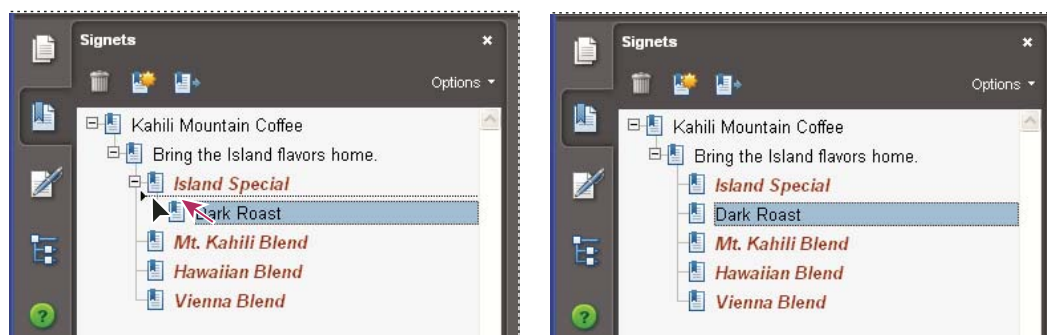 Signets
×
Options
Kahili Mountain Coffee
Bring the Island flavors home.
Island Special
Dark Roast
Mt. Kahili Blend
Hawaiian Blend
Vienna Blend
?
Signets
×
Options
Kahili Mountain Coffee
Bring the Island flavors home.
Island Special
Dark Roast
Mt. Kahili Blend
Hawaiian Blend
Vienna Blend
?